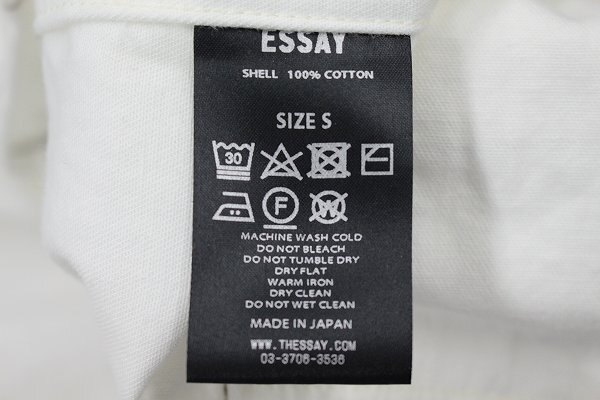 ESSAY
SHELL 100% COTTON
SIZE S
30
F
W
MACHINE WASH COLD
DO NOT BLEACH
DO NOT TUMBLE DRY
DRY FLAT
WARM IRON
DRY CLEAN
DO NOT WET CLEAN
MADE IN JAPAN
WWW.THESSAY.COM
03-3706-3536